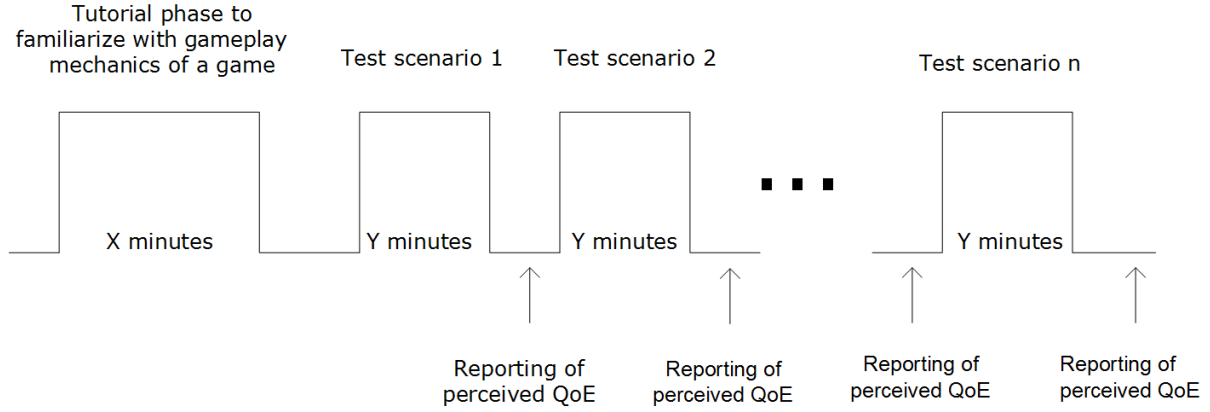 Tutorial phase to
familiarize with gameplay
mechanics of a game
Test scenario 1
Test scenario 2
Test scenario n
X minutes
Y minutes
Y minutes
Y minutes
Reporting of
perceived QoE
Reporting of
perceived QoE
Reporting of
perceived QoE
Reporting of
perceived QoE